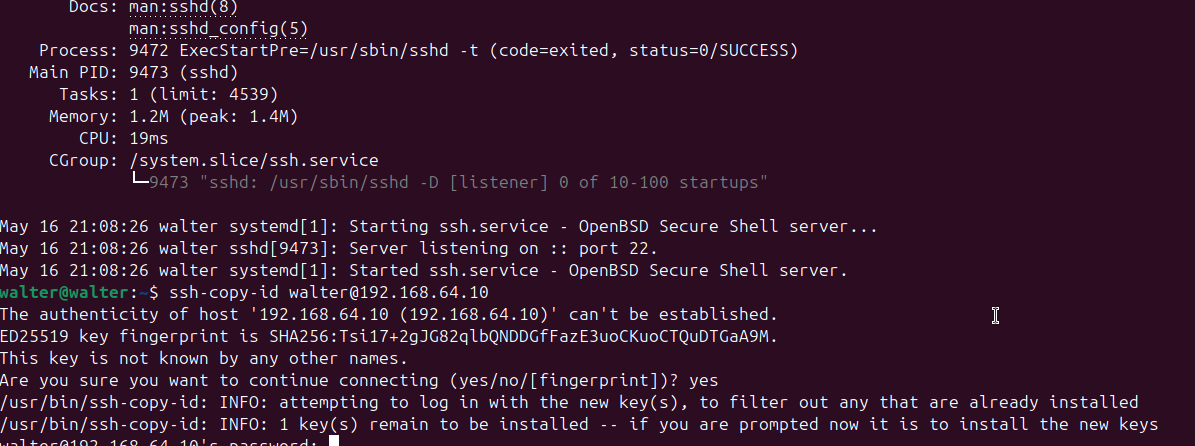 Docs: man:sshd(8)
man:sshd_config(5)
Process: 9472 ExecStartPre=/usr/sbin/sshd -t (code=exited, status=0/SUCCESS)
Main PID: 9473 (sshd)
Tasks: 1 (limit: 4539)
Memory: 1.2M (peak: 1.4M)
CPU: 19ms
CGroup: /system.slice/ssh.service
└─9473 "sshd: /usr/sbin/sshd -D [listener] 0 of 10-100 startups"
May 16 21:08:26 walter systemd[1]: Starting ssh.service - OpenBSD Secure Shell server...
May 16 21:08:26 walter sshd[9473]: Server listening on :: port 22.
May 16 21:08:26 walter systemd[1]: Started ssh.service - OpenBSD Secure Shell server.
walter@walter:~$ ssh-copy-id walter@192.168.64.10
The authenticity of host '192.168.64.10 (192.168.64.10)' can't be established.
ED25519 key fingerprint is SHA256:Tsi17+2gJG82qlbQNDDGfFazE3uoCKuoCTQuDTGaA9M.
This key is not known by any other names.
Are you sure you want to continue connecting (yes/no/[fingerprint])? yes
/usr/bin/ssh-copy-id: INFO: attempting to log in with the new key(s), to filter out any that are already installed
/usr/bin/ssh-copy-id: INFO: 1 key(s) remain to be installed -- if you are prompted now it is to install the new keys
walter@192.168.64.10's password: